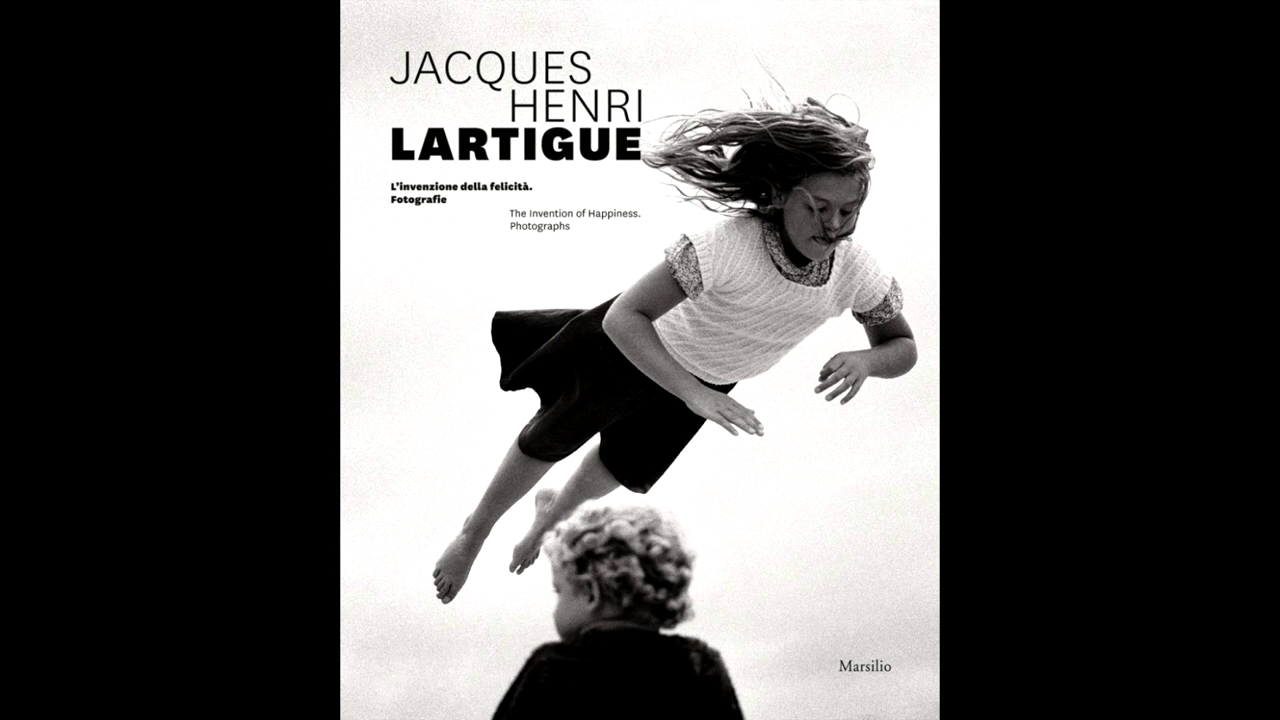 JACQUES
HENRI
LARTIGUE
L'invenzione della felicità.
Fotografie
The Invention of Happiness.
Photographs
Marsilio